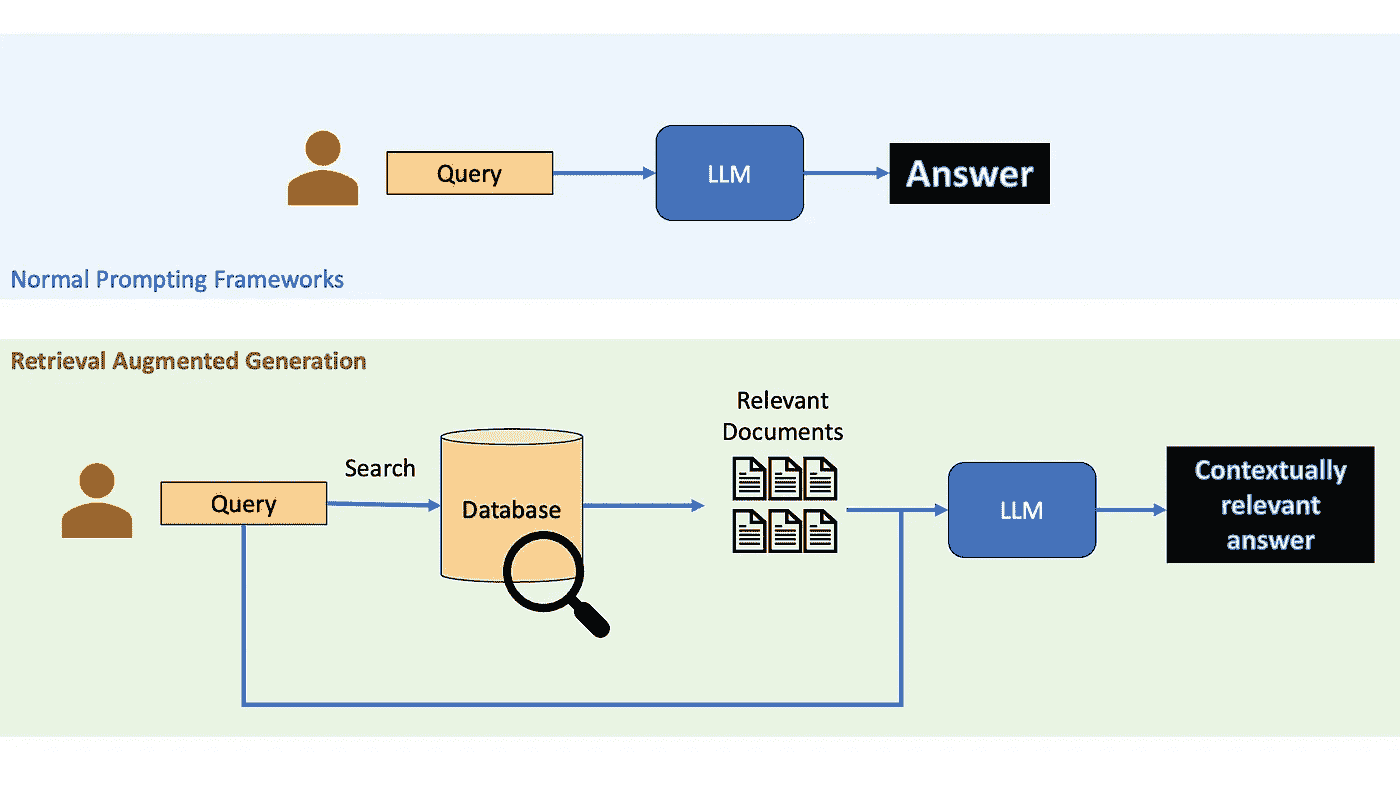 Query
LLM
Answer
Normal Prompting Frameworks
Retrieval Augmented Generation
Relevant
Documents
Search
Query
Database
LLM
Contextually
relevant
answer